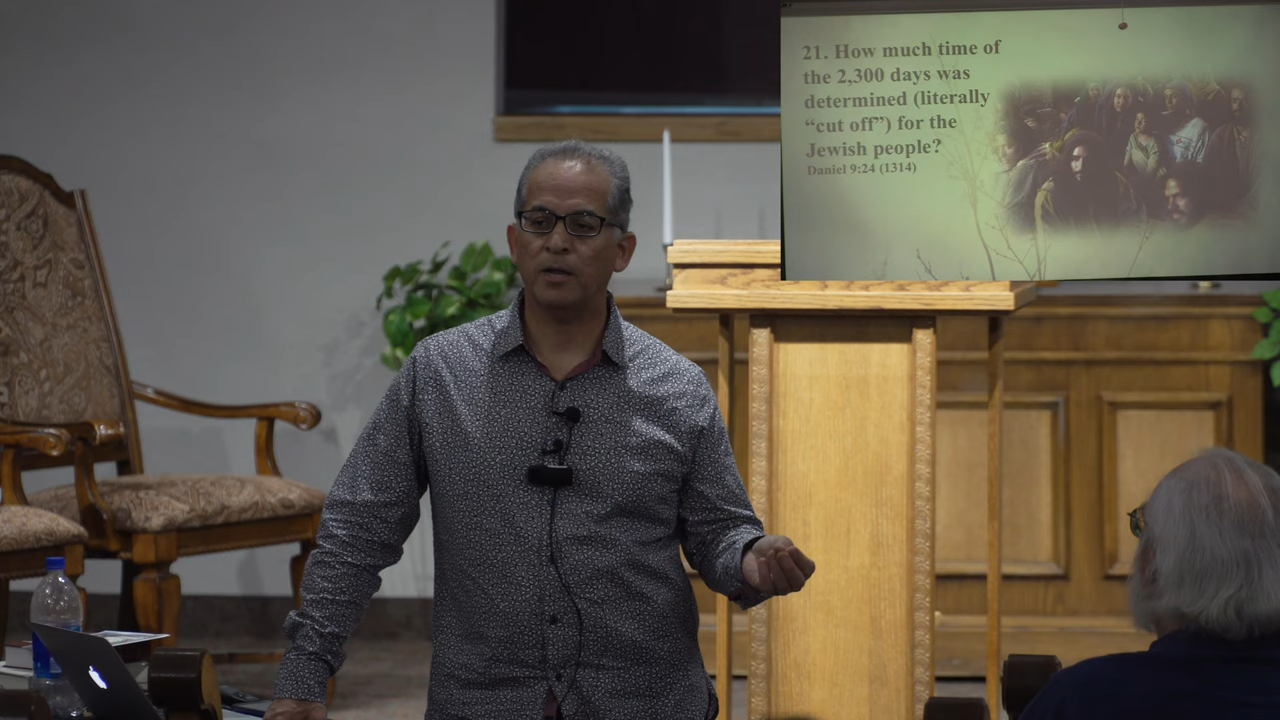 21. How much time of
the 2,300 days was
determined (literally
“cut off”) for the
Jewish people?
Daniel 9:24 (1314)